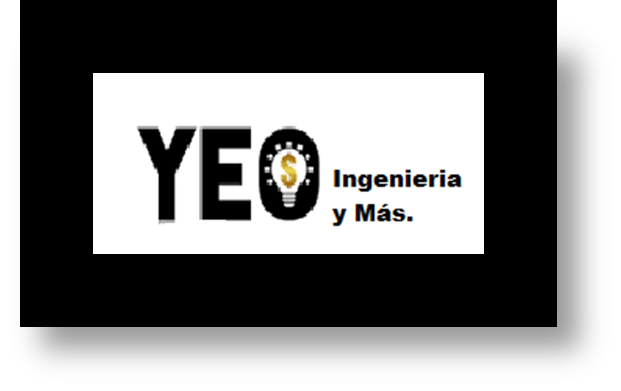 YEO
Ingenieria
y Más.